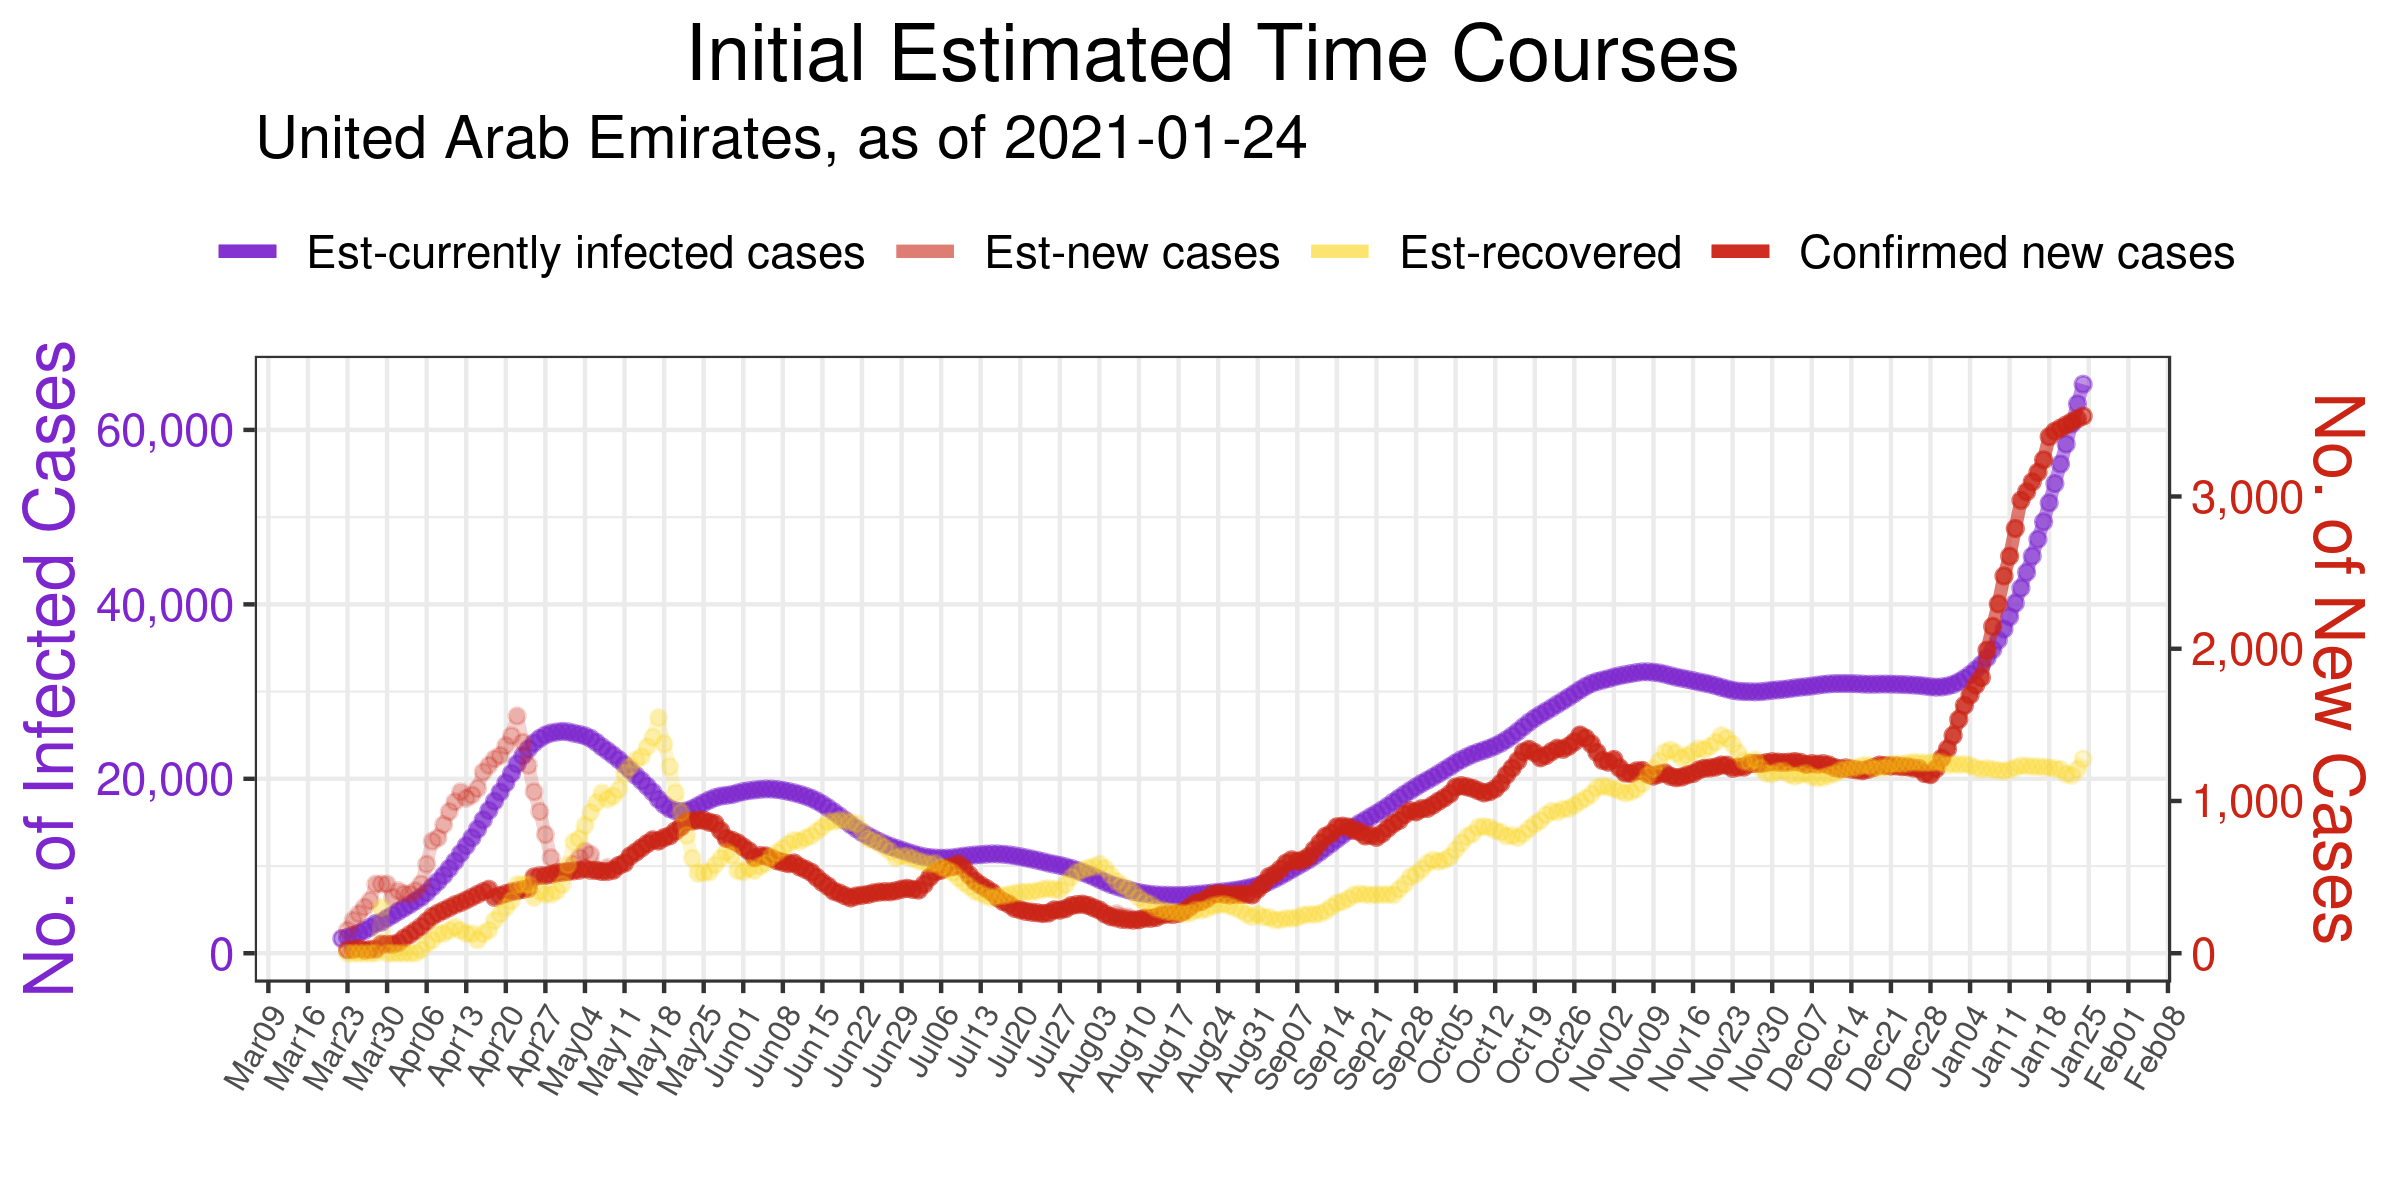 Initial Estimated Time Courses
United Arab Emirates, as of 2021-01-24
Est-currently infected cases Est-new cases Est-recovered Confirmed new cases
No. of Infected Cases
60,000
40,000
20,000
0
No. of New Cases
3,000
2,000
1,000
0
Mar09 Mar16 Mar23 Mar30 Apr06 Apr13 Apr20 Apr27 May04 May11 May18 May25 Jun01 Jun08 Jun15 Jun22 Jun29 Jul06 Jul13 Jul20 Jul27 Aug03 Aug10 Aug17 Aug24 Aug31 Sep07 Sep14 Sep21 Sep28 Oct05 Oct12 Oct19 Oct26 Nov02 Nov09 Nov16 Nov23 Nov30 Dec07 Dec14 Dec21 Dec28 Jan04 Jan11 Jan18 Jan25 Feb01 Feb08